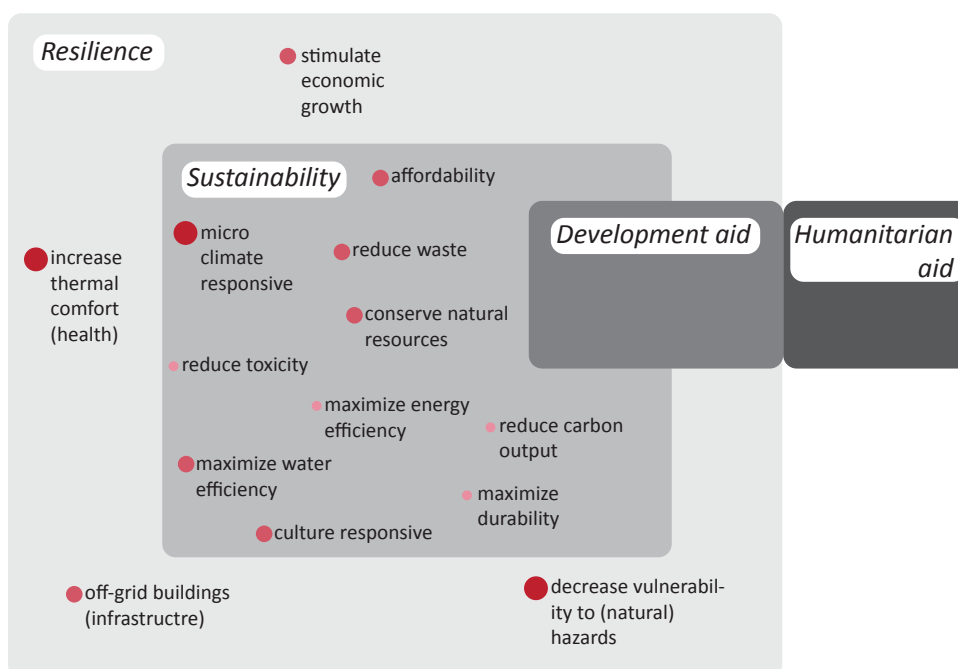 Resilience
stimulate
economic
growth
Sustainability
affordability
micro
climate
responsive
reduce waste
Development aid
Humanitarian
aid
increase
thermal
comfort
(health)
conserve natural
resources
reduce toxicity
maximize energy
efficiency
reduce carbon
output
maximize water
efficiency
maximize
durability
culture responsive
off-grid buildings
(infrastructre)
decrease vulnerabil-
ity to (natural)
hazards